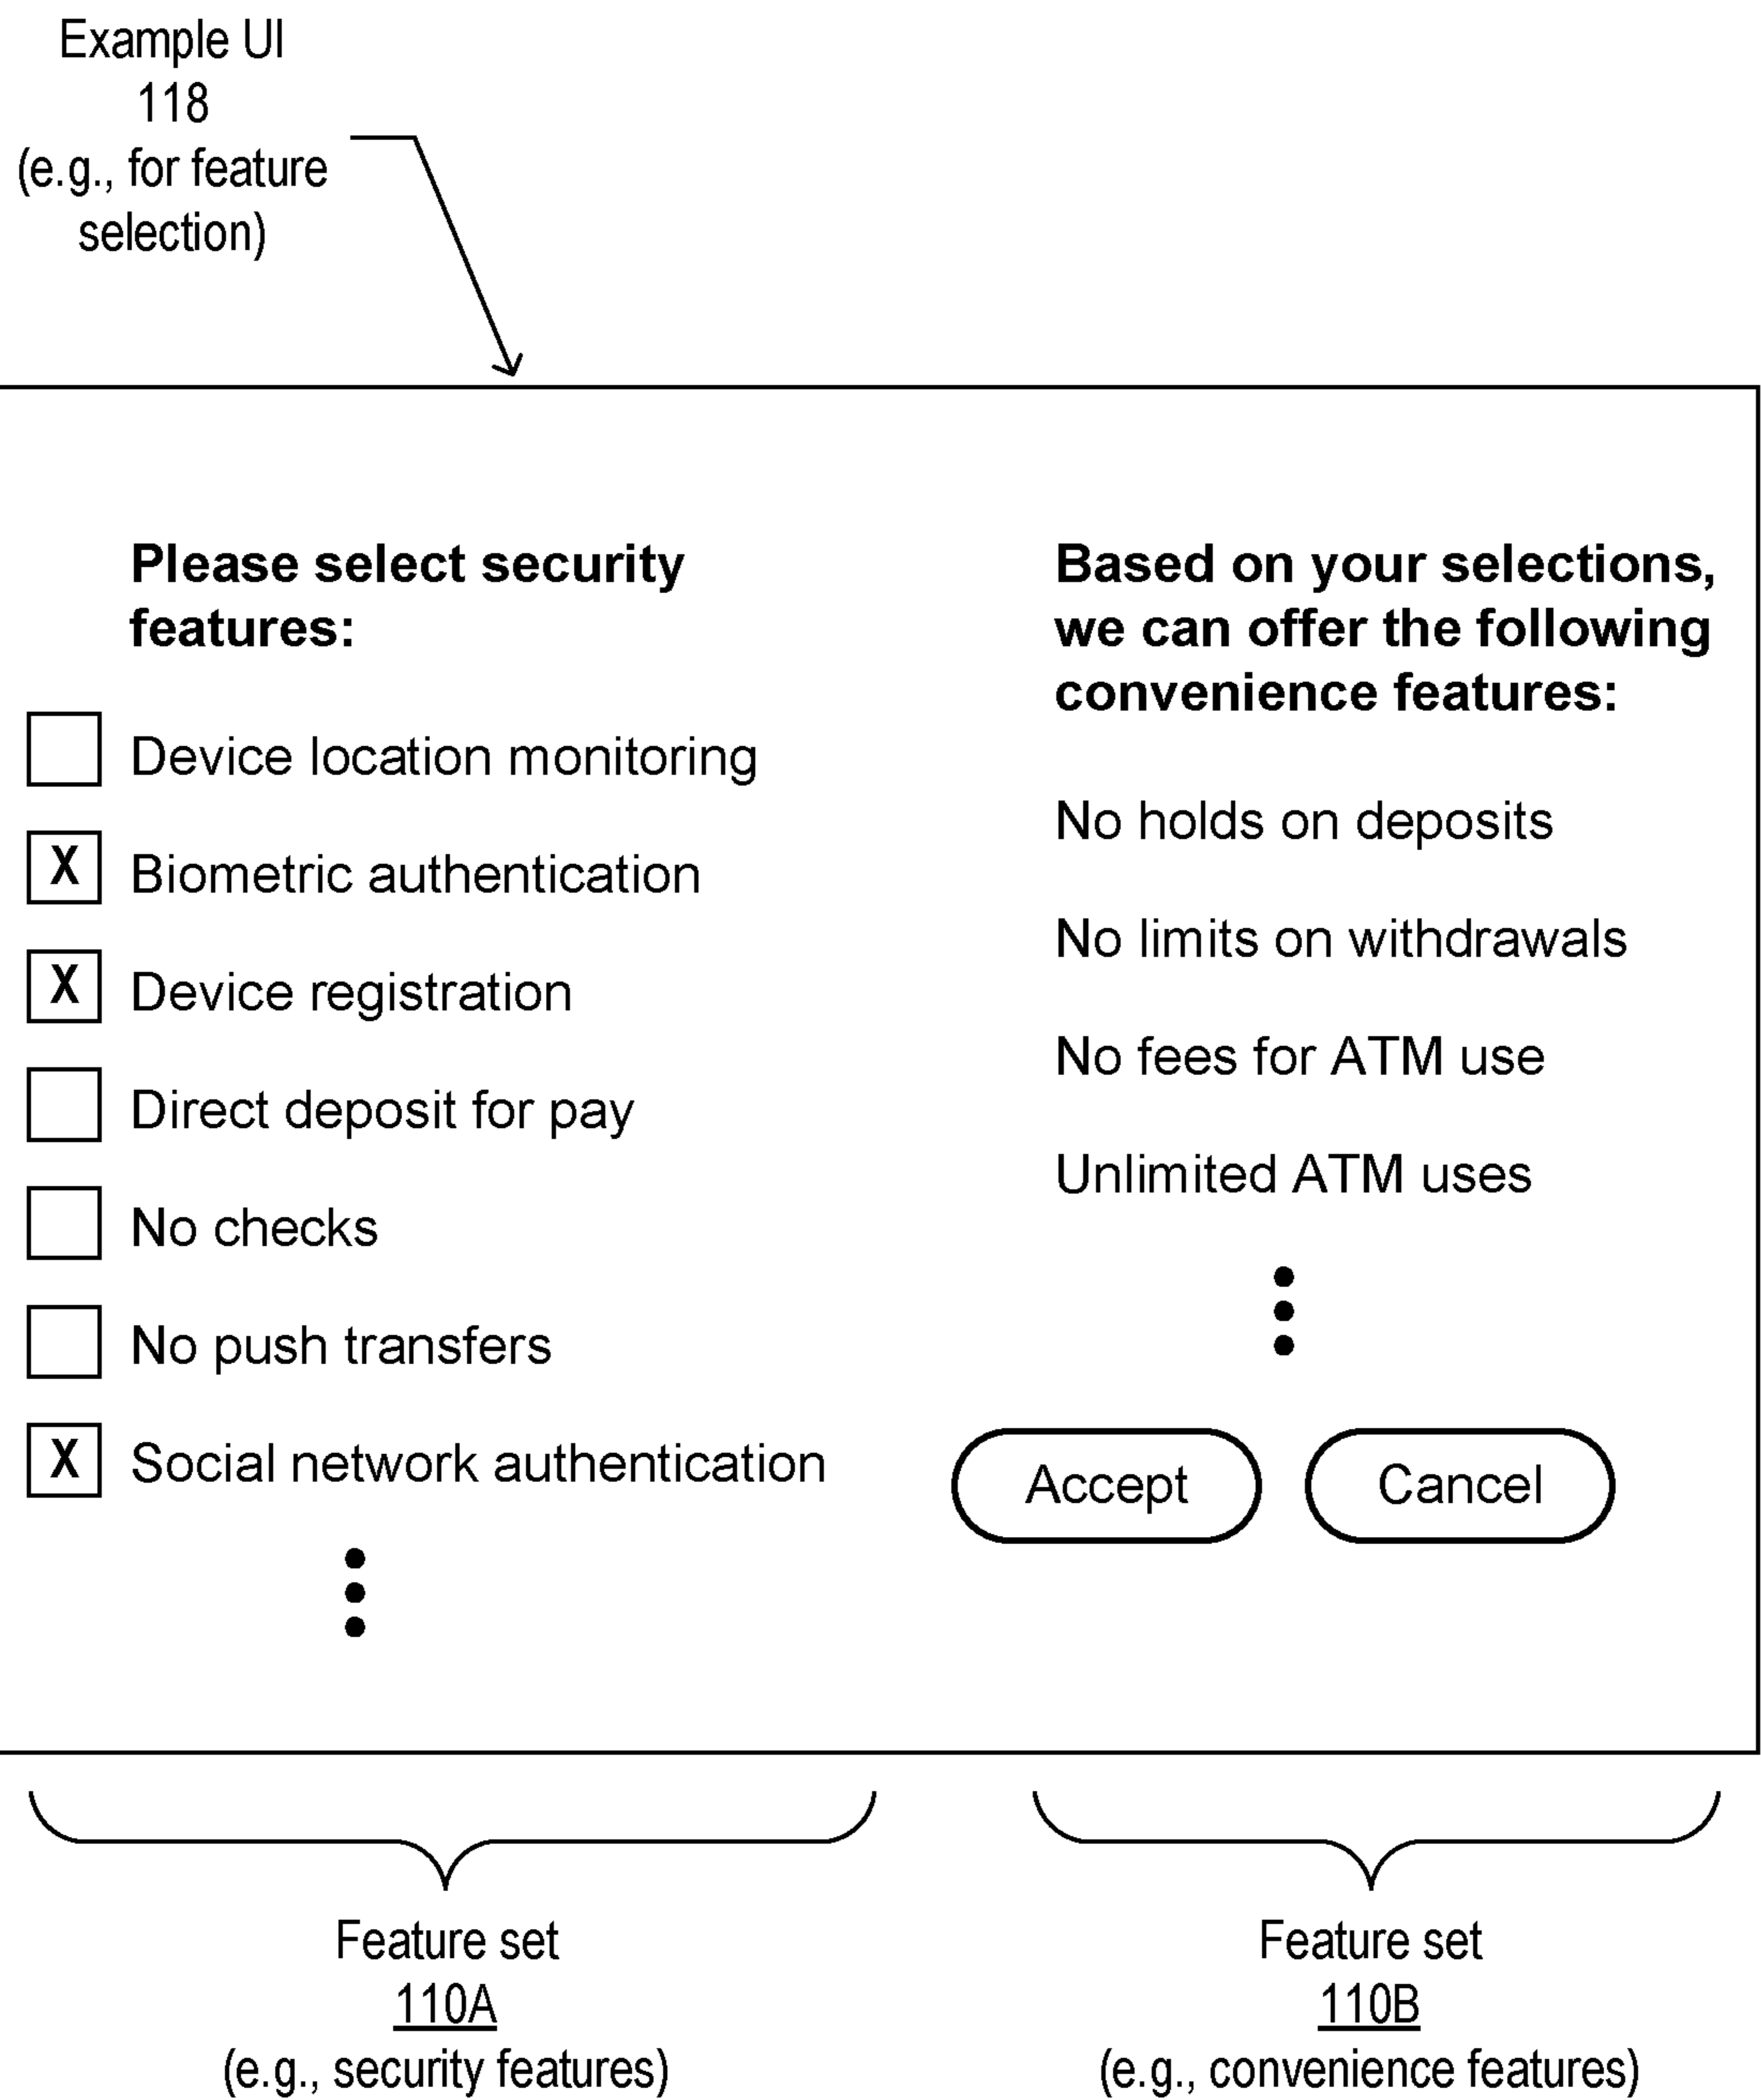 Example UI
118
(e.g., for feature
selection)
Please select security
features:
X
Device location monitoring
Biometric authentication
X
Device registration
Direct deposit for pay
No checks
No push transfers
X
Social network authentication
Based on your selections,
we can offer the following
convenience features:
No holds on deposits
No limits on withdrawals
No fees for ATM use
Unlimited ATM uses
Accept
Cancel
Feature set
110A
(e.g., security features)
Feature set
110B
(e.g., convenience features)